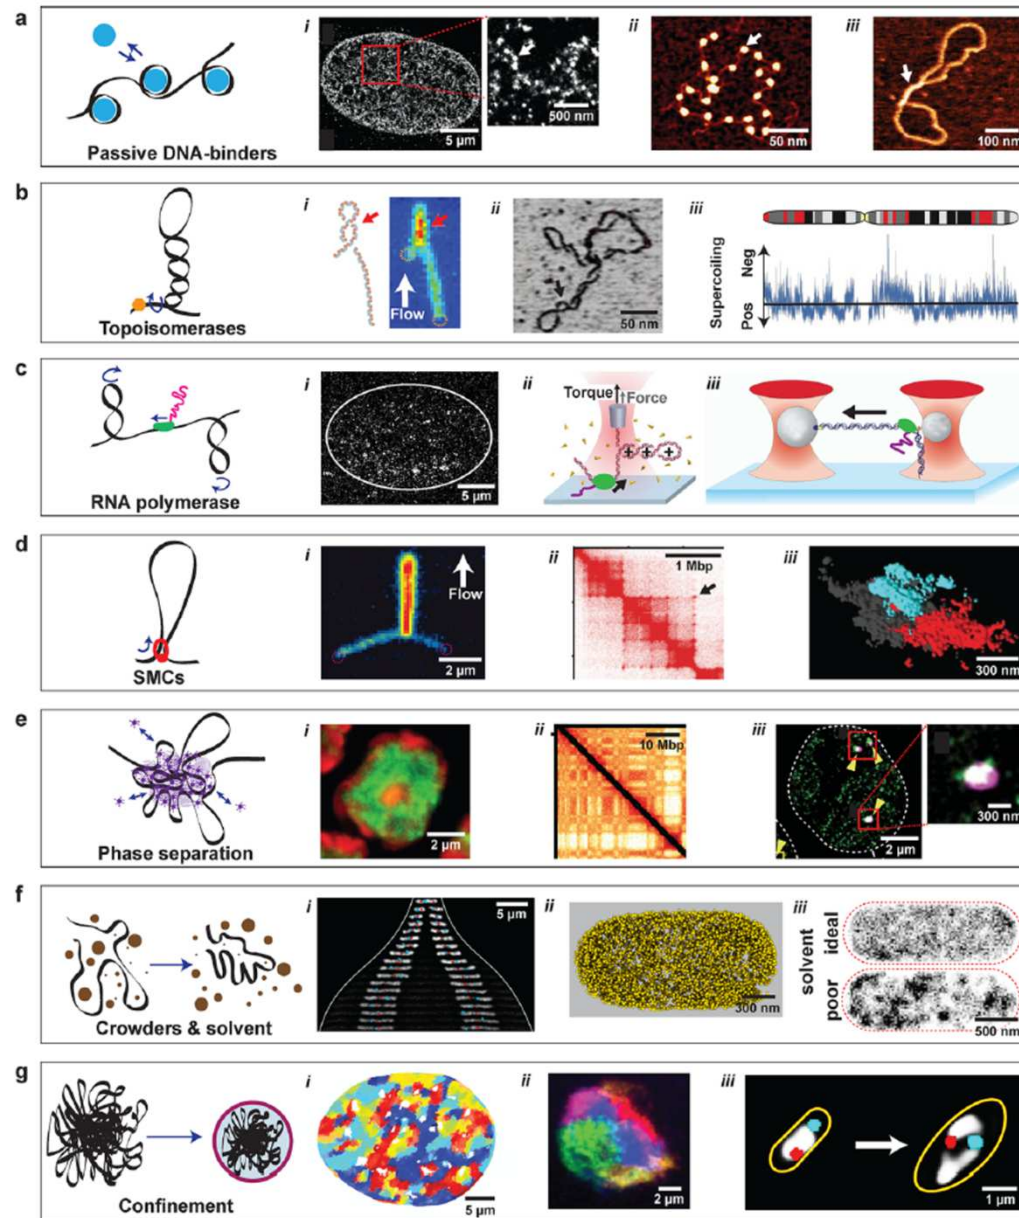 a
i
ii
iii
Passive DNA-binders
5 µm
500 nm
50 nm
100 nm
b
i
ii
iii
Topoisomerases
Flow
50 nm
Supercoiling
Neg
Pos
c
i
ii
iii
RNA polymerase
5 µm
Torque
Force
+ + +
d
i
ii
iii
SMCs
Flow
2 µm
1 Mbp
300 nm
e
i
ii
iii
Phase separation
2 µm
10 Mbp
2 µm
300 nm
f
i
ii
iii
Crowders & solvent
5 µm
300 nm
solvent
ideal
poor
500 nm
g
i
ii
iii
Confinement
5 µm
2 µm
1 µm